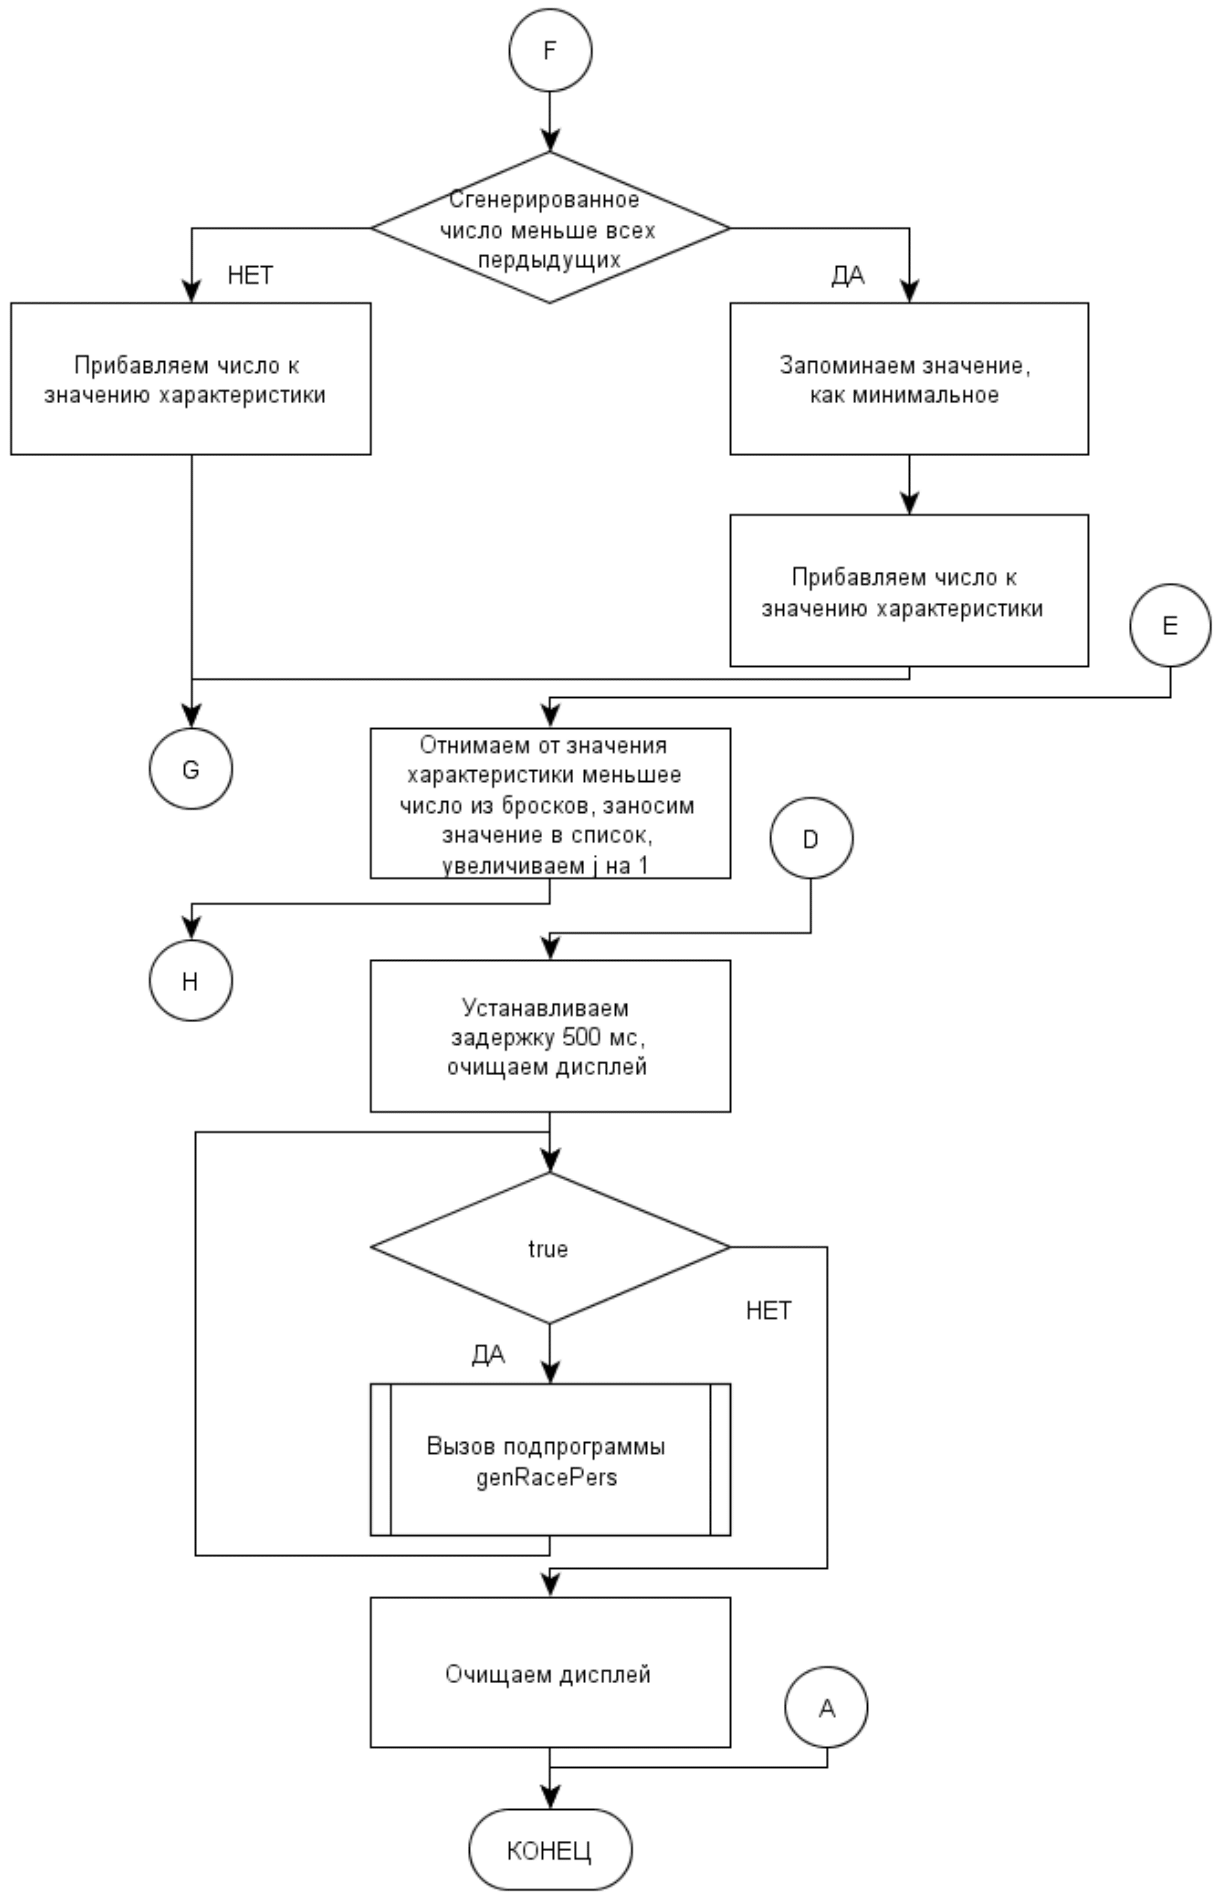 F
Сгенерированное
число меньше всех
пердыдущих
НЕТ
ДА
Прибавляем число к
значению характеристики
Запоминаем значение,
как минимальное
Прибавляем число к
значению характеристики
E
G
Отнимаем от значения
характеристики меньшее
число из бросков, заносим
значение в список,
увеличиваем j на 1
D
H
Устанавливаем
задержку 500 мс,
очищаем дисплей
true
НЕТ
ДА
Вызов подпрограммы
genRacePers
Очищаем дисплей
A
КОНЕЦ